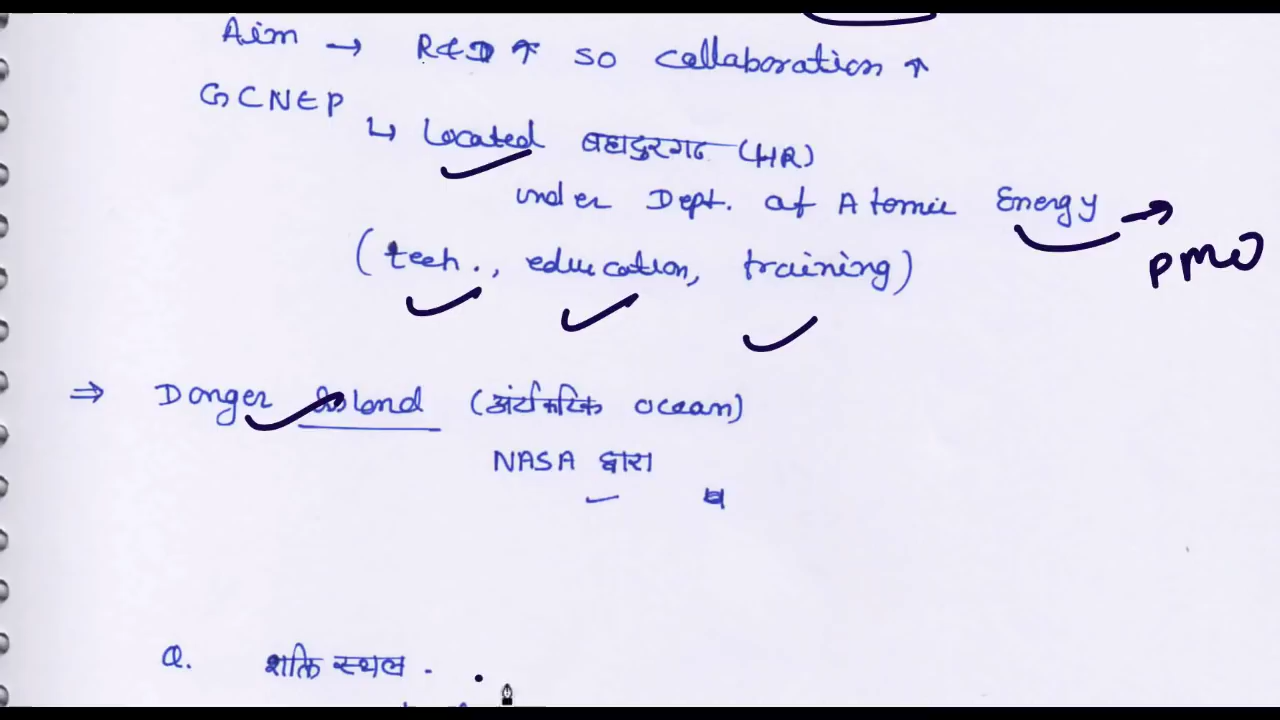 Aim → R&D ↑ so collaboration ↑
GCNEP
↳ Located बहादुरगढ (HR)
under Dept. of Atomic Energy →
PMO
(tech., education, training)
⇒ Donger Island (अंर्टाकटिक ocean)
NASA द्वारा
Q. शक्ति स्थल .